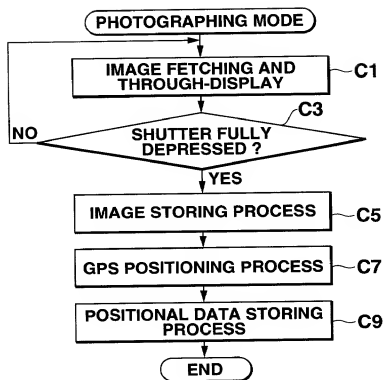 PHOTOGRAPHING MODE
IMAGE FETCHING AND
THROUGH-DISPLAY
C1
C3
SHUTTER FULLY
DEPRESSED ?
NO
YES
IMAGE STORING PROCESS
C5
GPS POSITIONING PROCESS
C7
POSITIONAL DATA STORING
PROCESS
C9
END